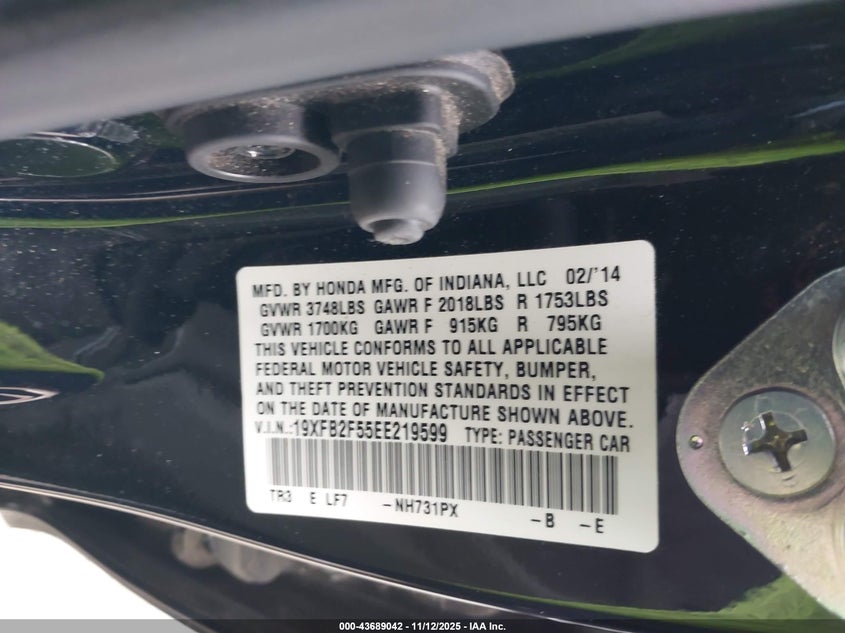 MFD. BY HONDA MFG. OF INDIANA, LLC 02/'14
GVWR 3748LBS GAWR F 2018LBS R 1753LBS
GVWR 1700KG GAWR F 915KG R 795KG
THIS VEHICLE CONFORMS TO ALL APPLICABLE
FEDERAL MOTOR VEHICLE SAFETY, BUMPER,
AND THEFT PREVENTION STANDARDS IN EFFECT
ON THE DATE OF MANUFACTURE SHOWN ABOVE.
V.I.N.:19XFB2F55EE219599 TYPE: PASSENGER CAR
TR3 E LF7 -NH731PX -B -E
000-43689042 - 11/12/2025 - IAA Inc.